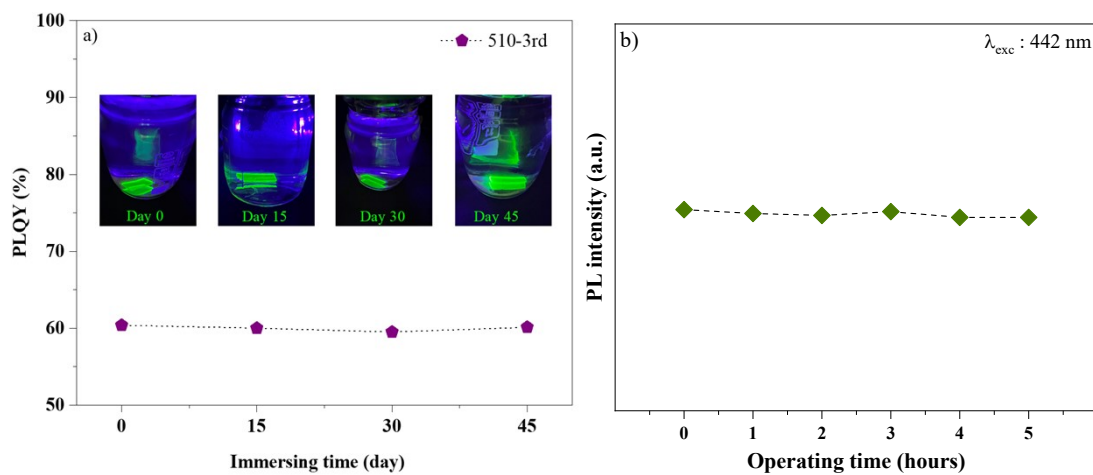 a)
510-3rd
100
90
80
70
60
50
PLQY (%)
Day 0
Day 15
Day 30
Day 45
0
15
30
45
Immersing time (day)
b)
λexc : 442 nm
PL intensity (a.u.)
0
1
2
3
4
5
Operating time (hours)